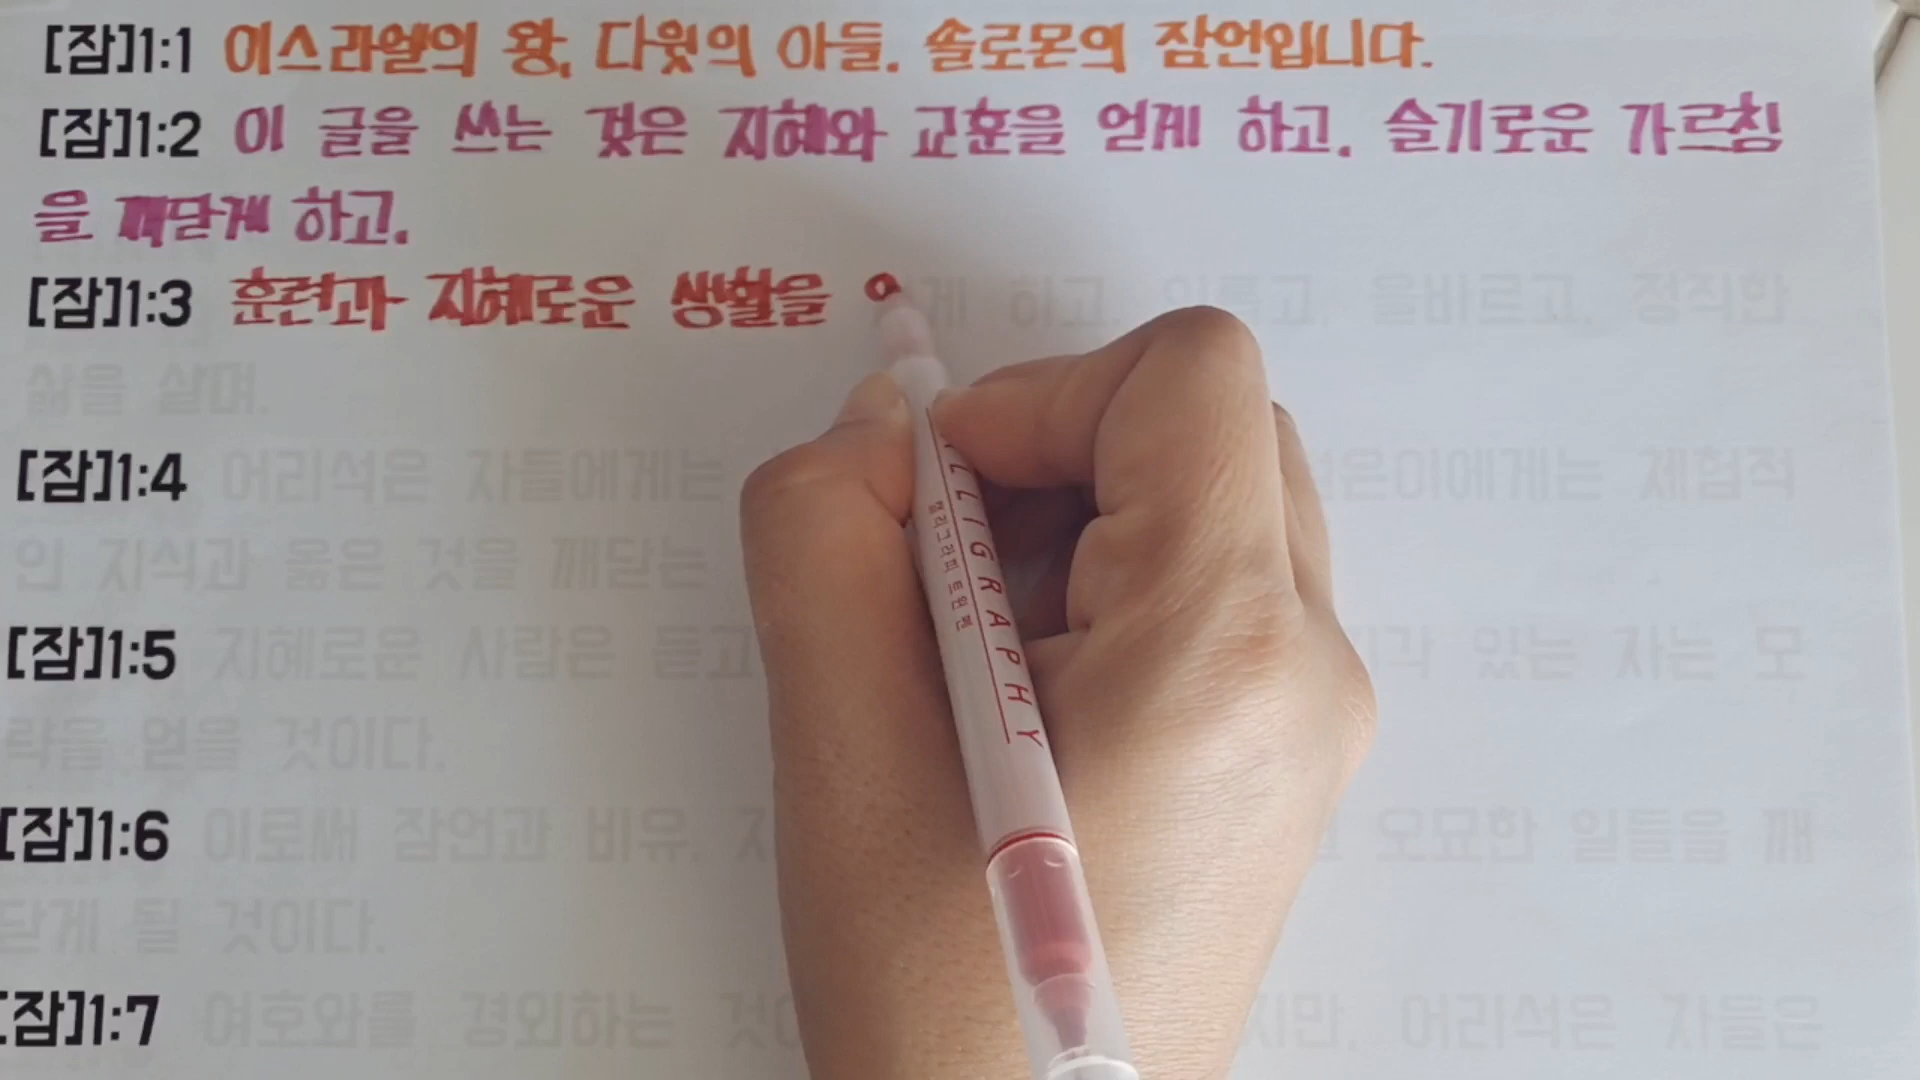 [잠]1:1 이스라엘의 왕, 다윗의 아들, 솔로몬의 잠언입니다.
[잠]1:2 이 글을 쓰는 것은 지혜와 교훈을 얻게 하고, 슬기로운 가르침
을 깨닫게 하고,
[잠]1:3 훈련과 지혜로운 생활을 하고, 의롭고, 올바르고, 정직한
삶을 살며,
[잠]1:4 어리석은 자들에게는 젊은이에게는 체험적
인 지식과 옳은 것을 깨닫는
[잠]1:5 지혜로운 사람은 듣고 있는 자는 모
략을 얻을 것이다.
[잠]1:6 이로써 잠언과 비유, 오묘한 일들을 깨
닫게 될 것이다.
[잠]1:7 여호와를 경외하는 어리석은 자들은
CALLIGRAPHY
캘리그라피 트윈펜